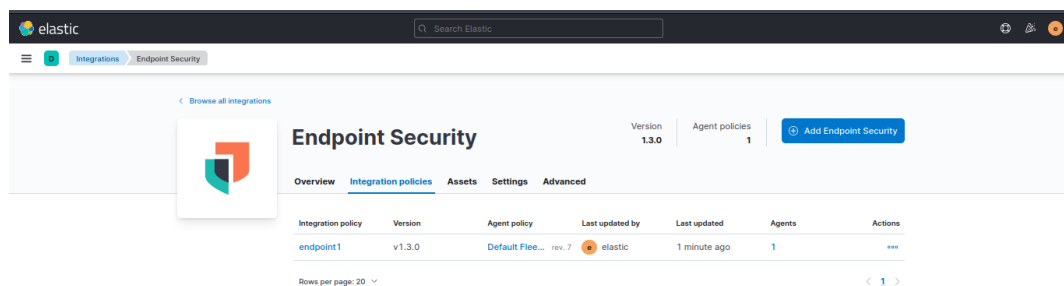 elastic
Search Elastic
e
D Integrations Endpoint Security
Browse all integrations
Endpoint Security
Version
1.3.0
Agent policies
1
Add Endpoint Security
Overview Integration policies Assets Settings Advanced
Integration policy Version Agent policy Last updated by Last updated Agents Actions
endpoint1 v1.3.0 Default Flee... rev. 7 e elastic 1 minute ago 1
Rows per page: 20
1